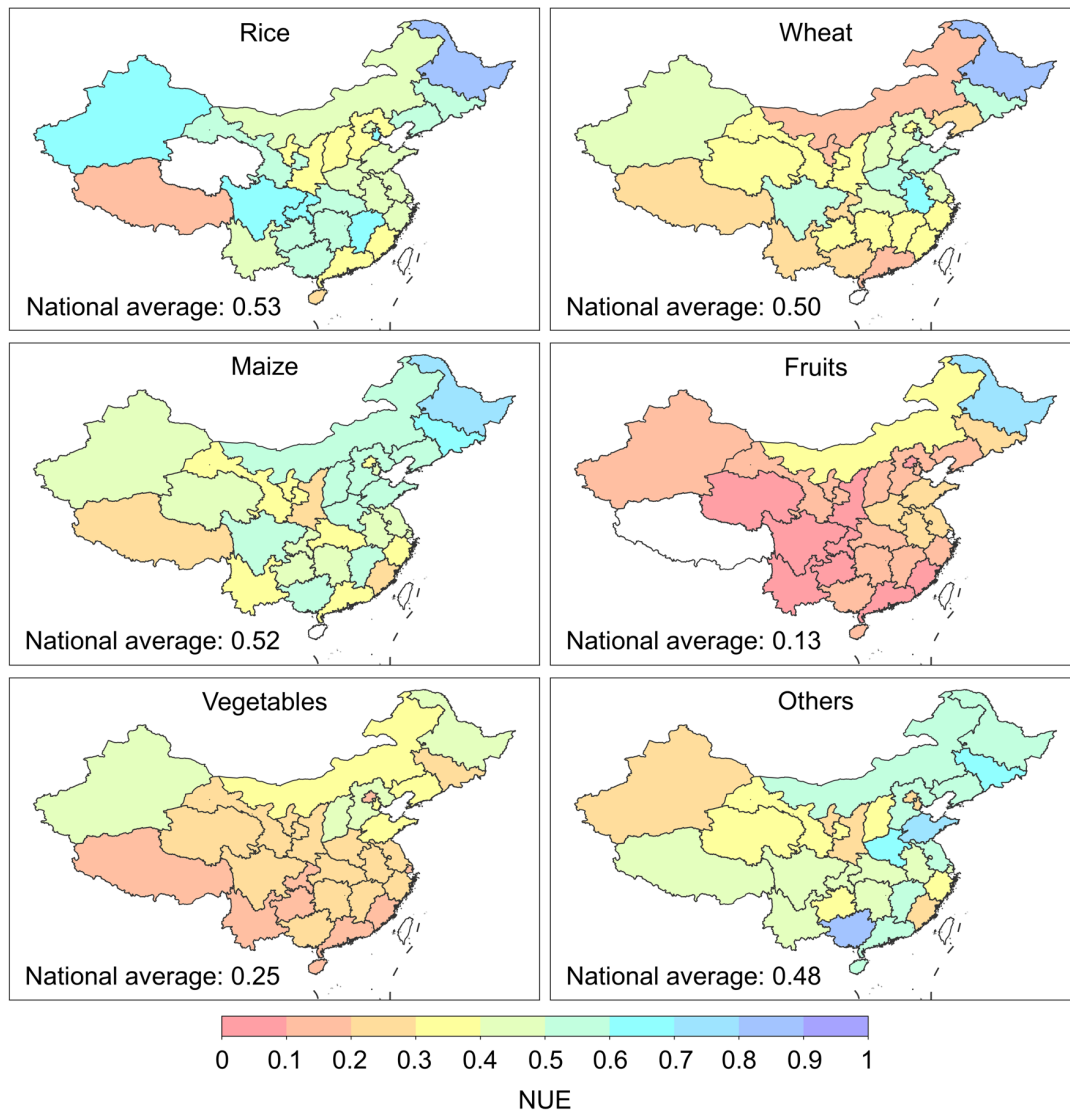 Rice
National average: 0.53
Wheat
National average: 0.50
Maize
National average: 0.52
Fruits
National average: 0.13
Vegetables
National average: 0.25
Others
National average: 0.48
0 0.1 0.2 0.3 0.4 0.5 0.6 0.7 0.8 0.9 1
NUE